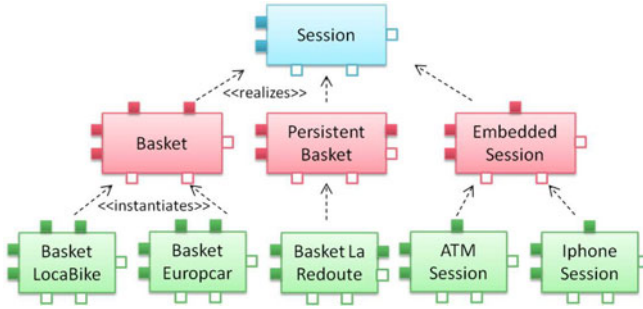 Session
<<realizes>>
Basket
Persistent
Basket
Embedded
Session
<<instantiates>>
Basket
LocaBike
Basket
Europcar
Basket La
Redoute
ATM
Session
Iphone
Session